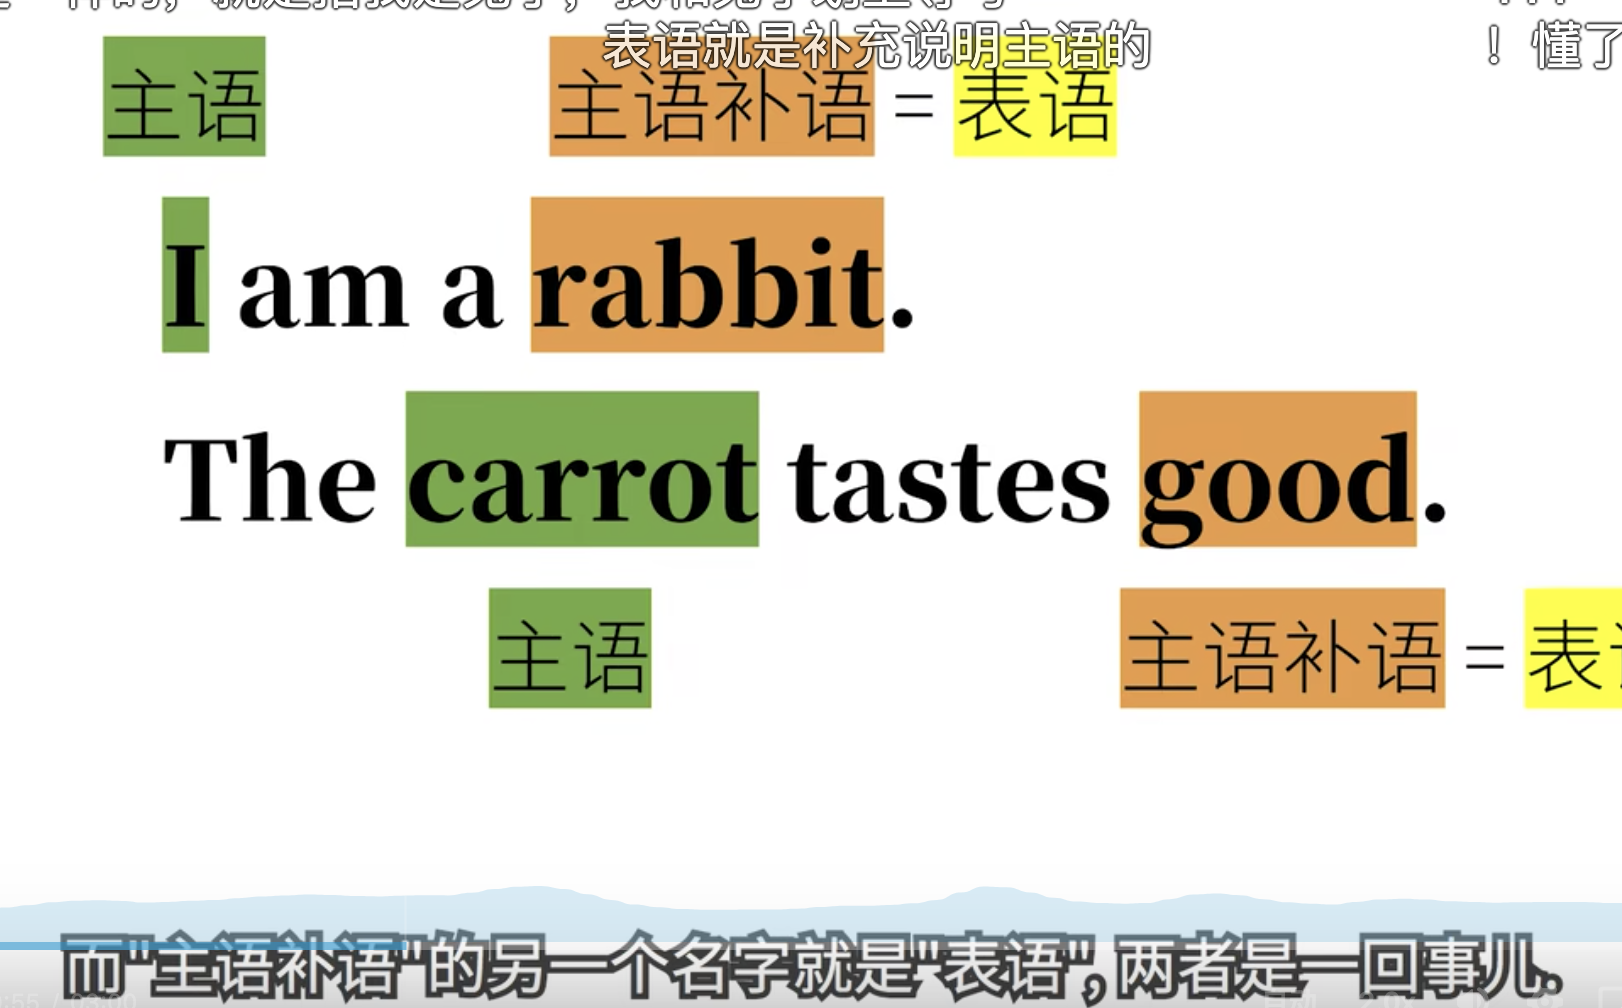 表语就是补充说明主语的
！懂了
主语 主语补语 = 表语
I am a rabbit.
The carrot tastes good.
主语 主语补语 = 表
而"主语补语"的另一个名字就是"表语",两者是一回事儿。